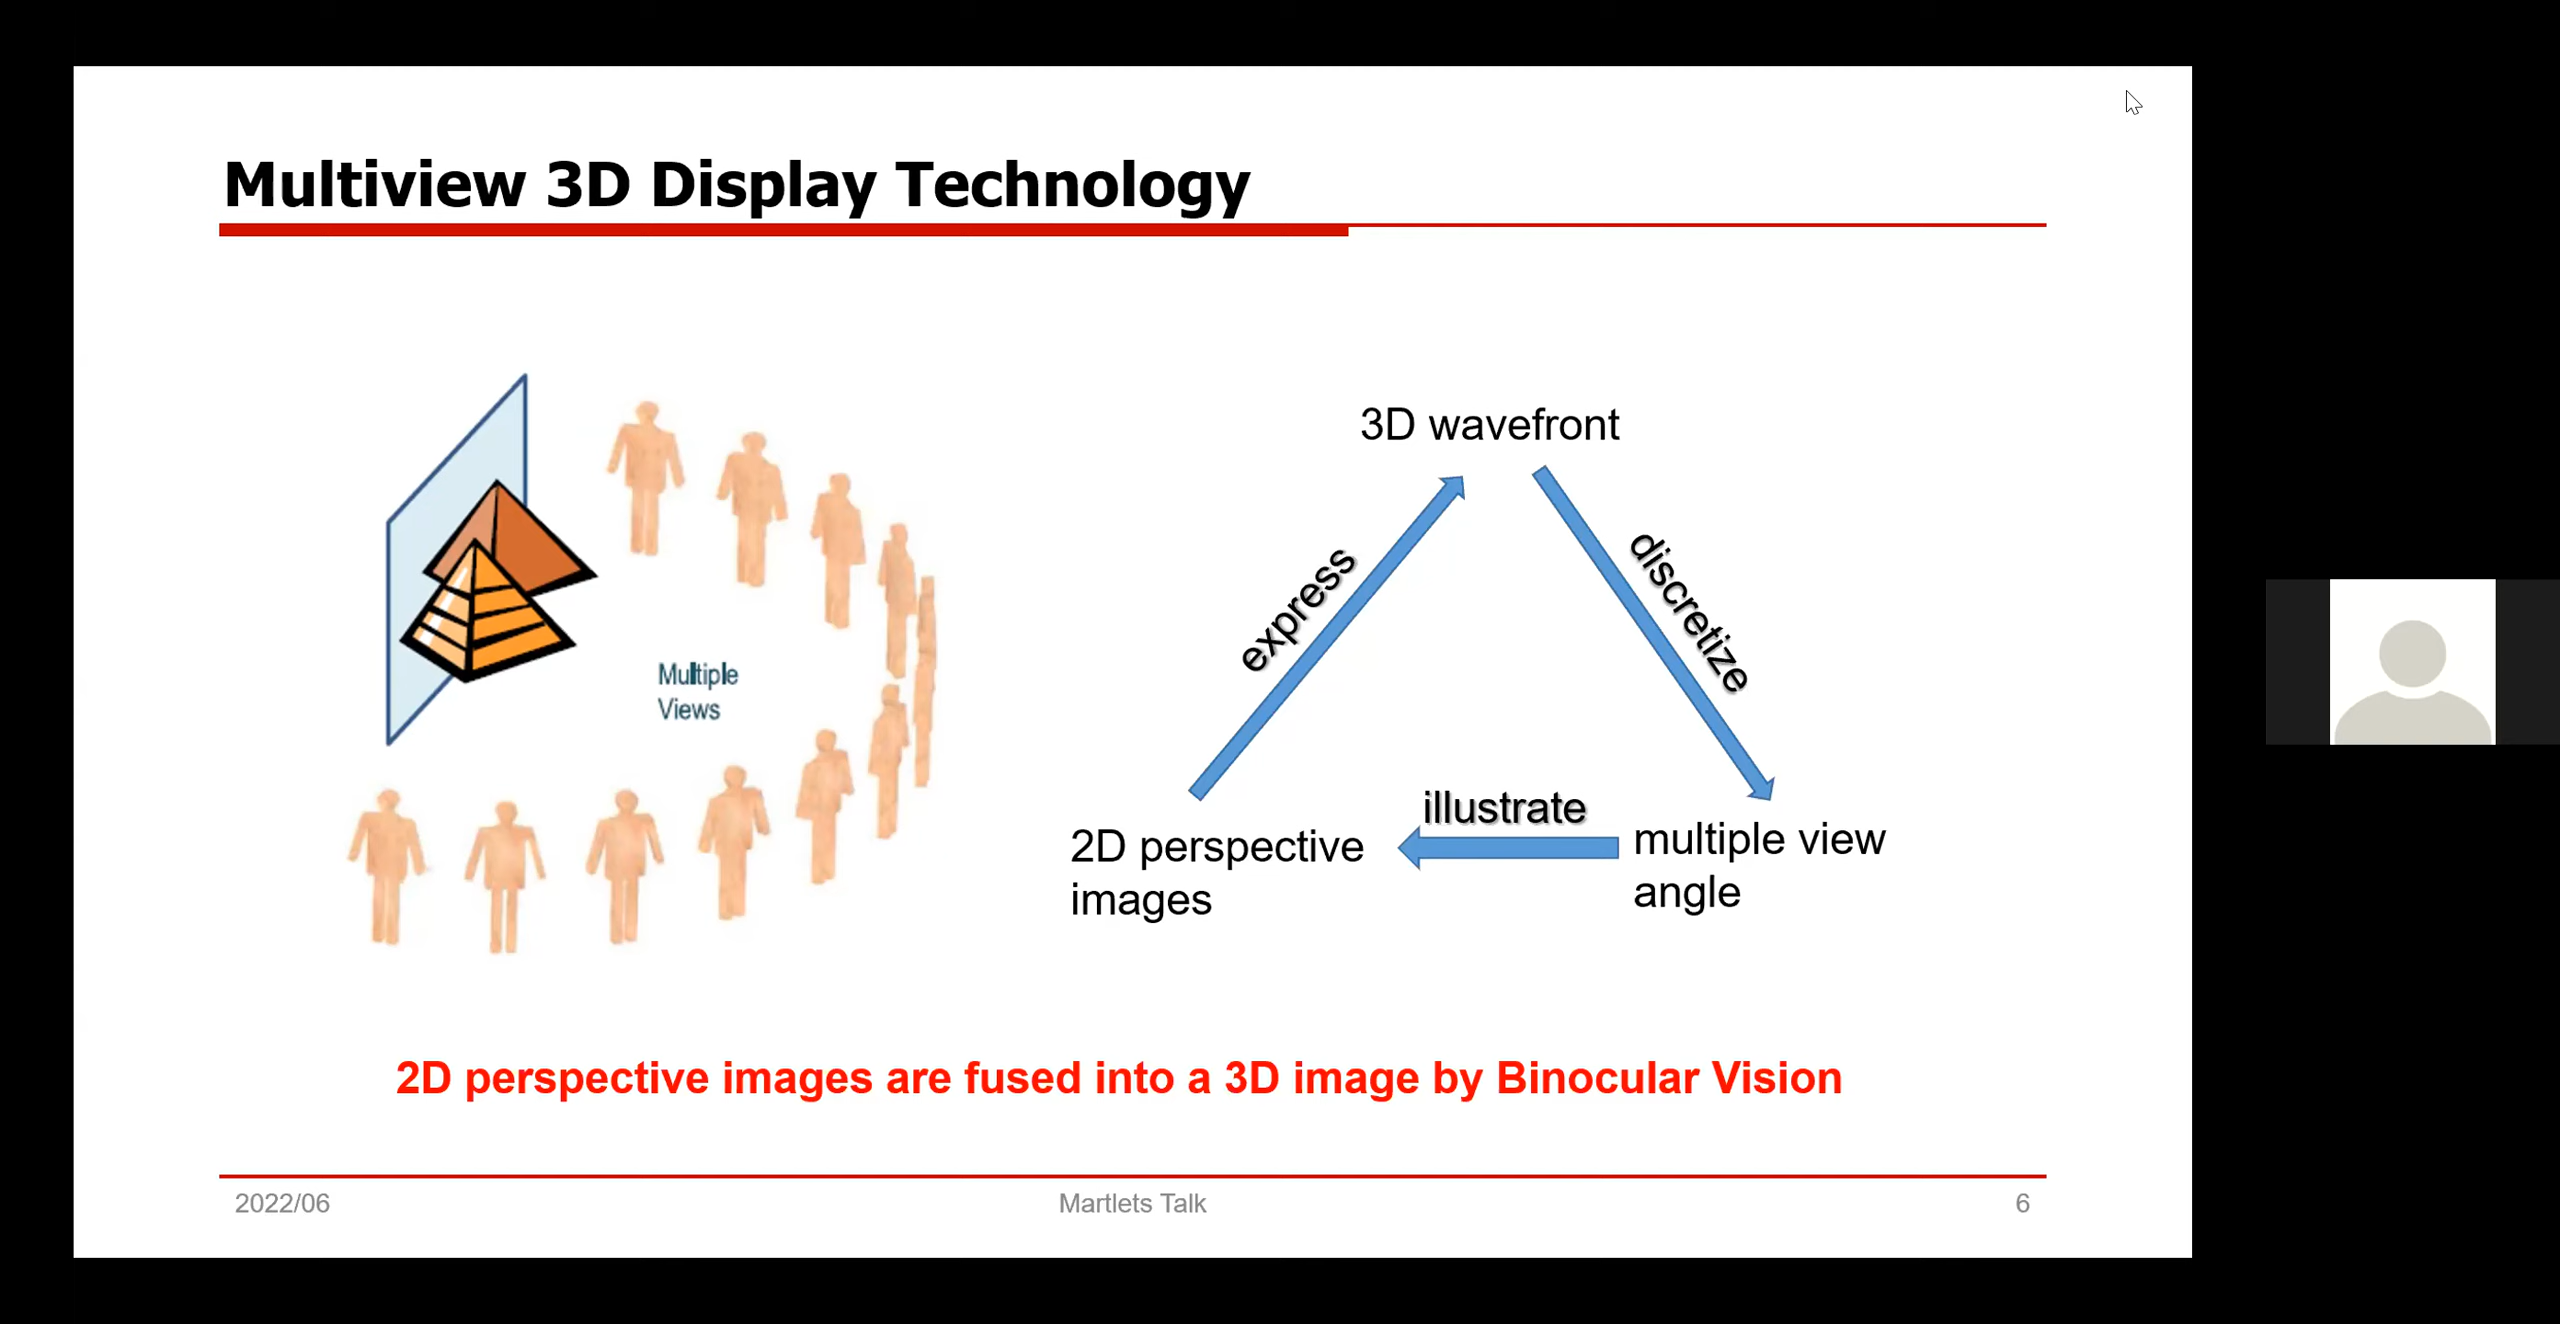 Multiview 3D Display Technology
Multiple
Views
3D wavefront
express
discretize
illustrate
2D perspective
images
multiple view
angle
2D perspective images are fused into a 3D image by Binocular Vision
2022/06
Martlets Talk
6